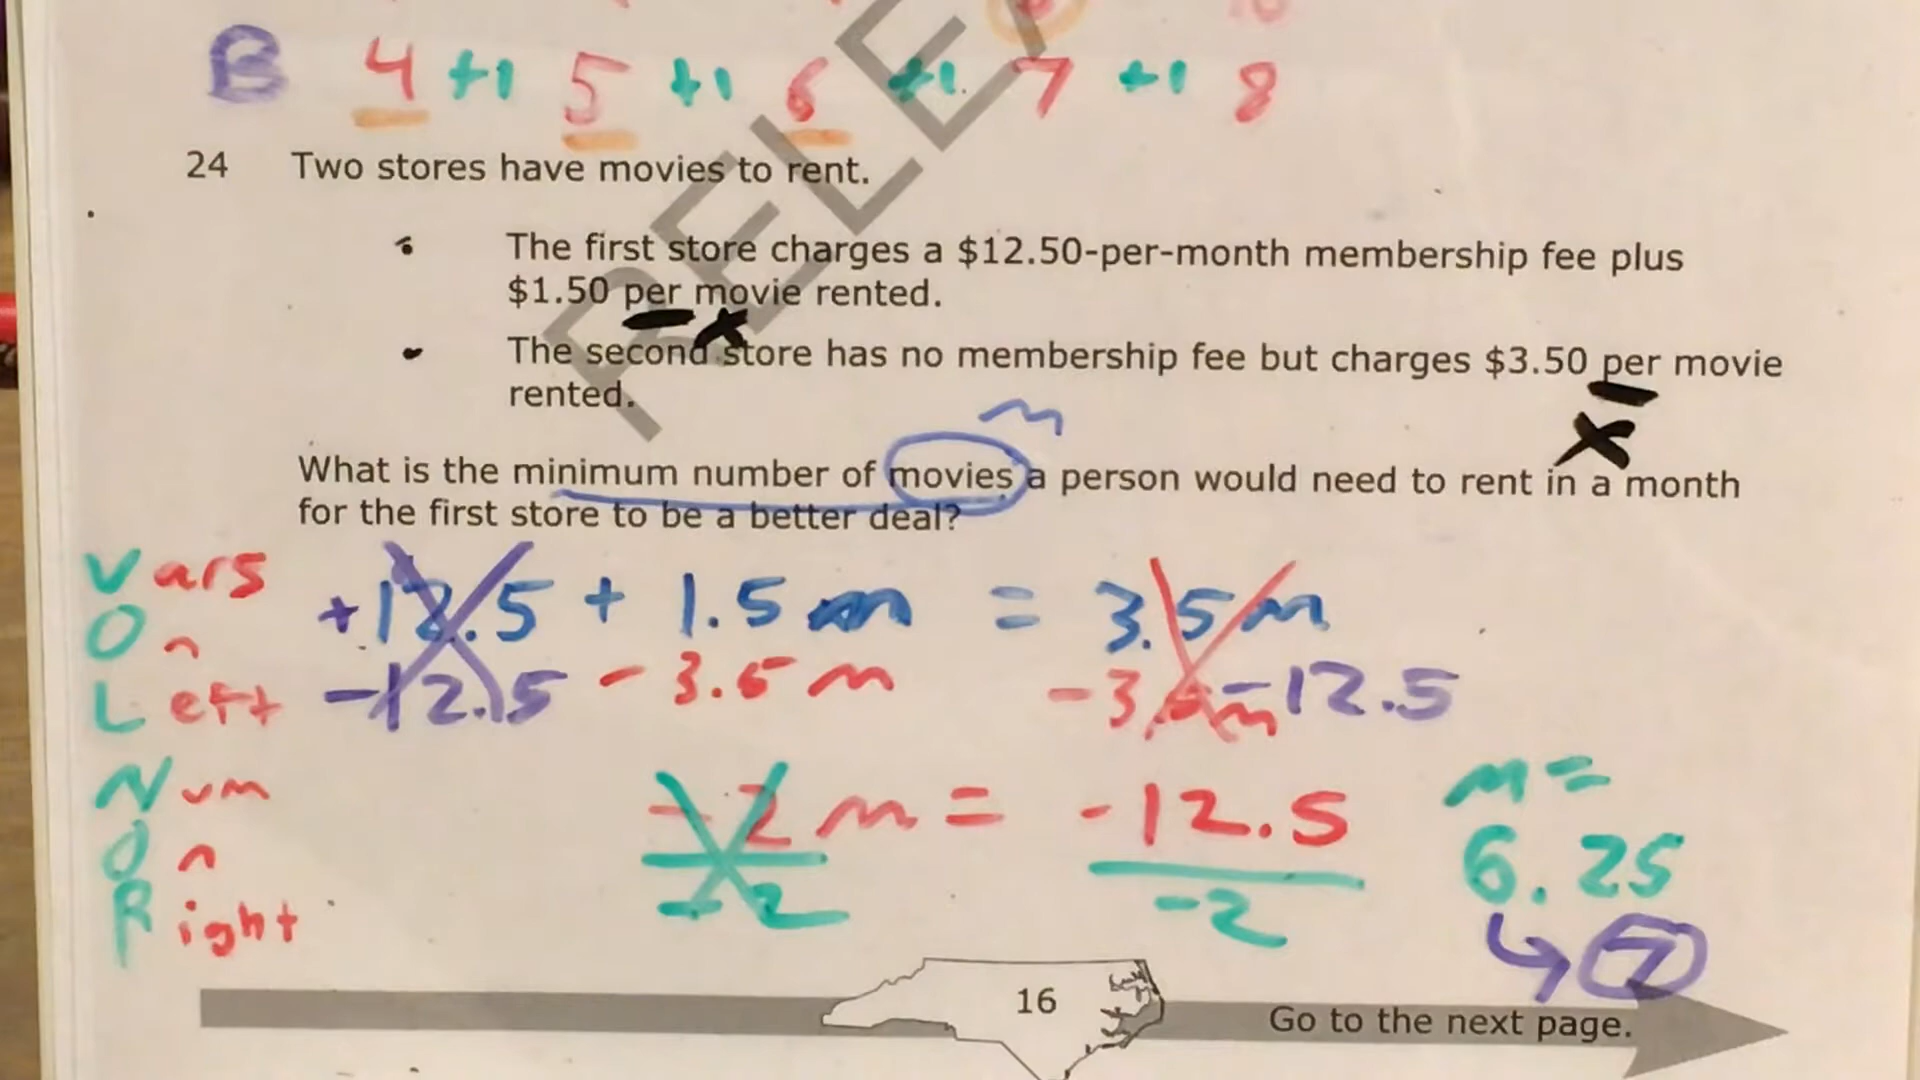 B 4 +1 5 +1 6 +1 7 +1 8
RELEA
24 Two stores have movies to rent.
• The first store charges a $12.50-per-month membership fee plus
$1.50 per movie rented.
x
• The second store has no membership fee but charges $3.50 per movie
rented.
m
x
What is the minimum number of movies a person would need to rent in a month
for the first store to be a better deal?
Vars
On
Left
Num
On
Right
+12.5 + 1.5m = 3.5m
-12.5 - 3.5m -3.5m -12.5
-2m = -12.5
-2 -2
m =
6.25
↳ 7
16
Go to the next page.